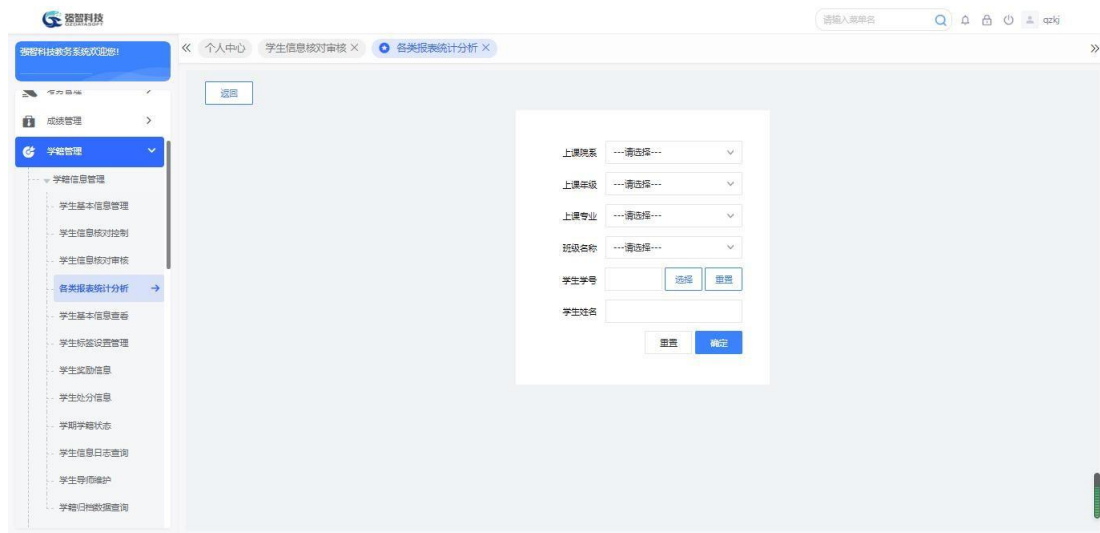 强智科技
QZDATASOFT
请输入菜单名
qzkj
强智科技教务系统欢迎您!
个人中心
学生信息核对审核
各类报表统计分析
返回
成绩管理
学籍管理
学籍信息管理
学生基本信息管理
学生信息核对控制
学生信息核对审核
各类报表统计分析
学生基本信息查看
学生标签设置管理
学生奖励信息
学生处分信息
学期学籍状态
学生信息日志查询
学生导师维护
学籍归档数据查询
上课院系 ---请选择---
上课年级 ---请选择---
上课专业 ---请选择---
班级名称 ---请选择---
学生学号 选择 重置
学生姓名
重置 确定